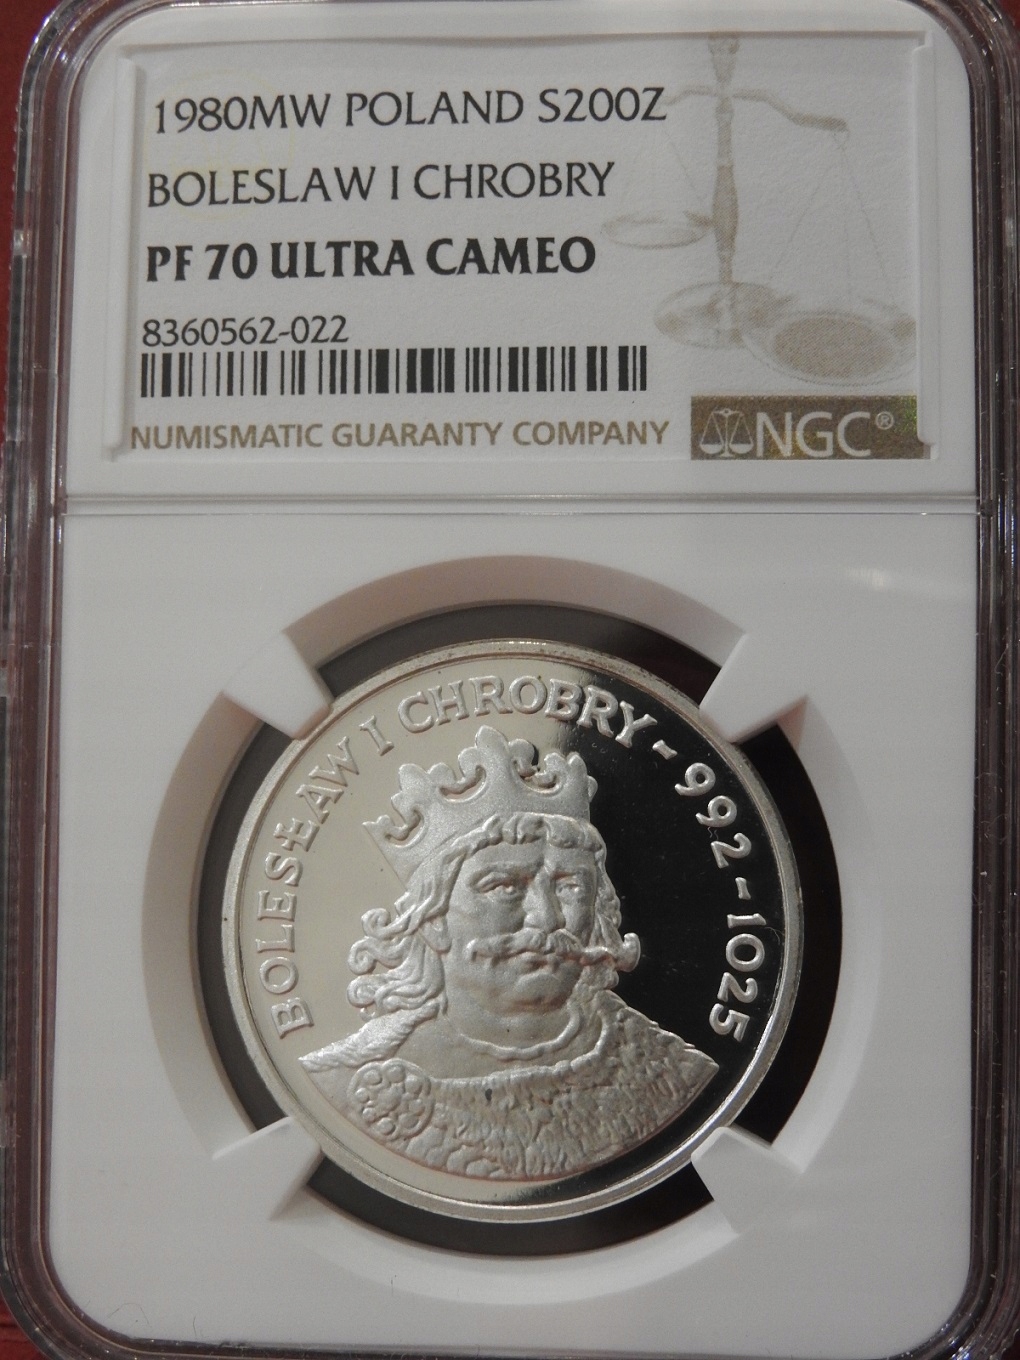 1980MW POLAND S200Z
BOLESLAW I CHROBRY
PF 70 ULTRA CAMEO
8360562-022
NUMISMATIC GUARANTY COMPANY
NGC®
BOLESŁAW I CHROBRY - 992 - 1025